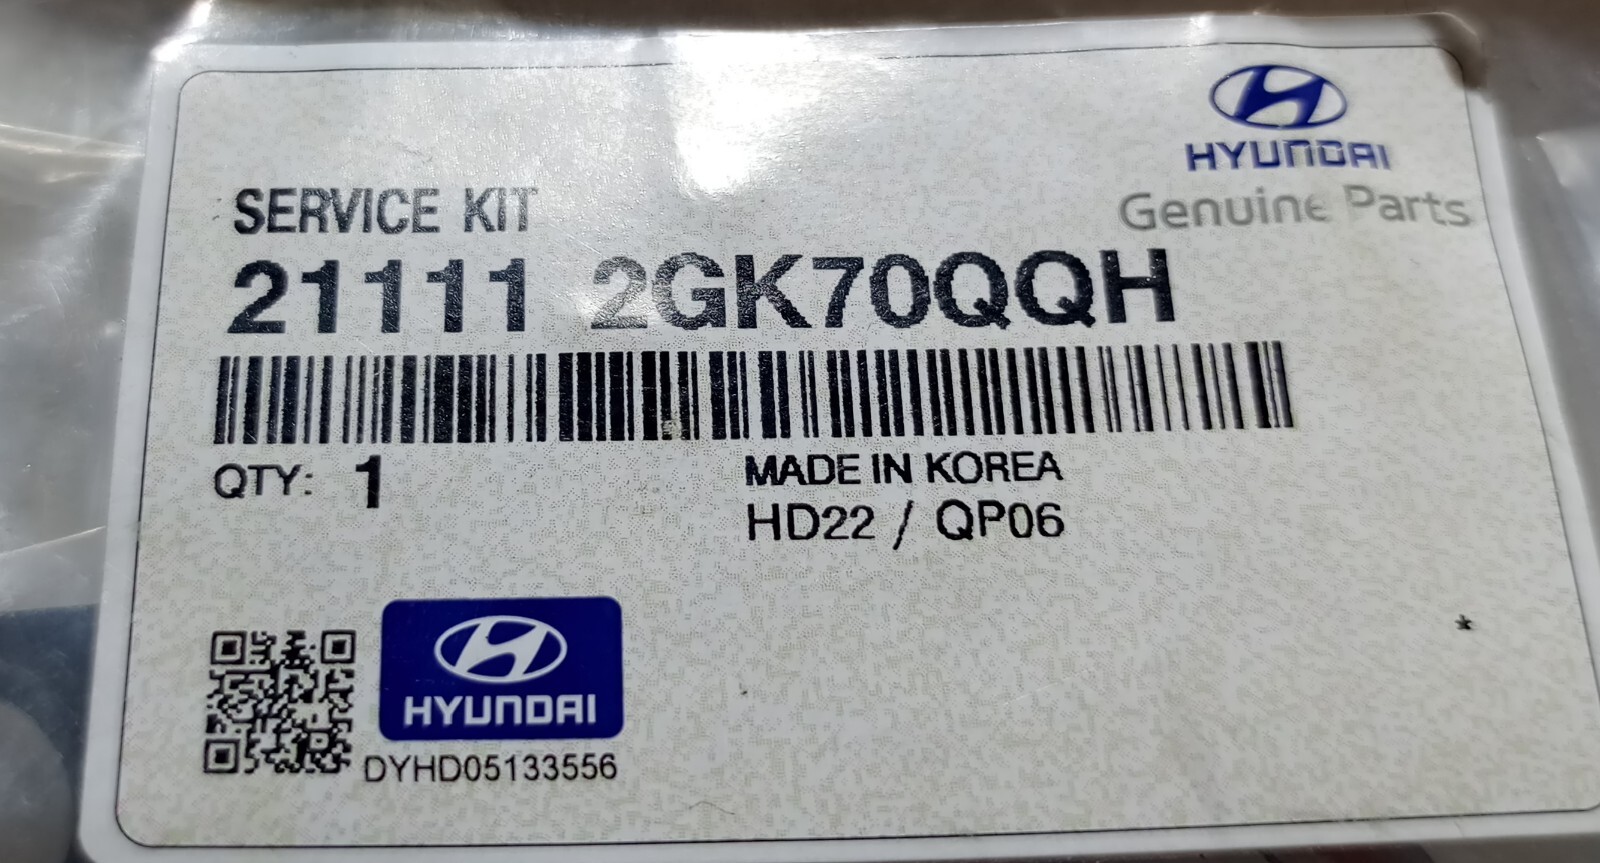 HYUNDAI
Genuine Parts
SERVICE KIT
21111 2GK70QQH
QTY: 1
MADE IN KOREA
HD22 / QP06
*
HYUNDAI
DYHD05133556